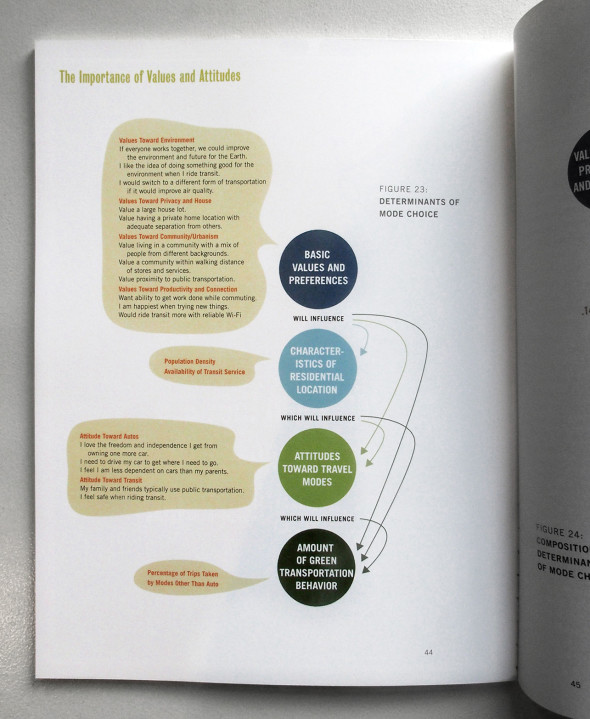 The Importance of Values and Attitudes
Values Toward Environment
If everyone works together, we could improve
the environment and future for the Earth.
I like the idea of doing something good for the
environment when I ride transit.
I would switch to a different form of transportation
if it would improve air quality.
Values Toward Privacy and House
Value a large house lot.
Value having a private home location with
adequate separation from others.
Values Toward Community/Urbanism
Value living in a community with a mix of
people from different backgrounds.
Value a community within walking distance
of stores and services.
Value proximity to public transportation.
Values Toward Productivity and Connection
Want ability to get work done while commuting.
I am happiest when trying new things.
Would ride transit more with reliable Wi-Fi
FIGURE 23:
DETERMINANTS OF
MODE CHOICE
BASIC
VALUES AND
PREFERENCES
WILL INFLUENCE
CHARACTER-
ISTICS OF
RESIDENTIAL
LOCATION
Population Density
Availability of Transit Service
WHICH WILL INFLUENCE
Attitude Toward Autos
I love the freedom and independence I get from
owning one more car.
I need to drive my car to get where I need to go.
I feel I am less dependent on cars than my parents.
Attitude Toward Transit
My family and friends typically use public transportation.
I feel safe when riding transit.
ATTITUDES
TOWARD TRAVEL
MODES
WHICH WILL INFLUENCE
AMOUNT
OF GREEN
TRANSPORTATION
BEHAVIOR
Percentage of Trips Taken
by Modes Other Than Auto
44
VAL
PR
AND
.14
FIGURE 24:
COMPOSITIO
DETERMINAN
OF MODE CH
45